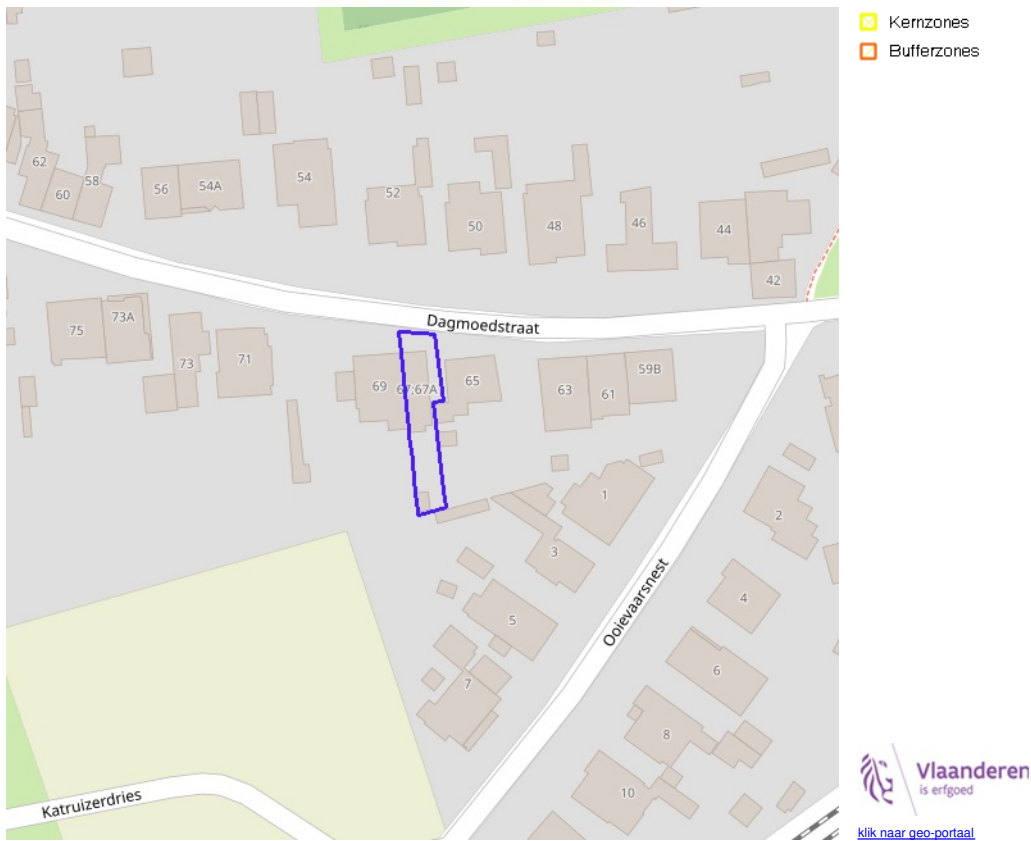 Kernzones
Bufferzones
62
60
58
56
54A
54
52
50
48
46
44
42
Dagmoedstraat
75
73A
73
71
69
67;67A
65
63
61
59B
1
2
3
4
5
6
7
8
10
Ooievaarsnest
Katruizerdries
Vlaanderen
is erfgoed
klik naar geo-portaal